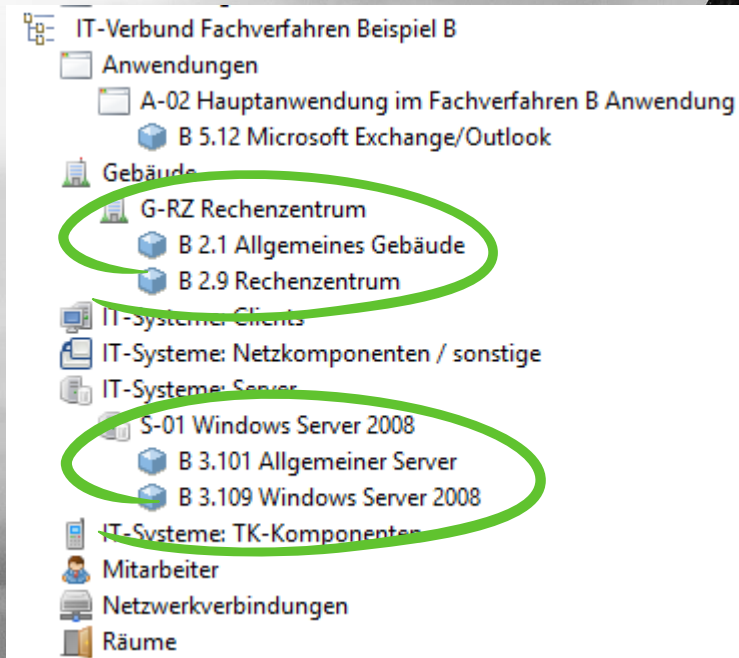 IT-Verbund Fachverfahren Beispiel B
Anwendungen
A-02 Hauptanwendung im Fachverfahren B Anwendung
B 5.12 Microsoft Exchange/Outlook
Gebäude
G-RZ Rechenzentrum
B 2.1 Allgemeines Gebäude
B 2.9 Rechenzentrum
IT-Systeme: Clients
IT-Systeme: Netzkomponenten / sonstige
IT-Systeme: Server
S-01 Windows Server 2008
B 3.101 Allgemeiner Server
B 3.109 Windows Server 2008
IT-Systeme: TK-Komponenten
Mitarbeiter
Netzwerkverbindungen
Räume